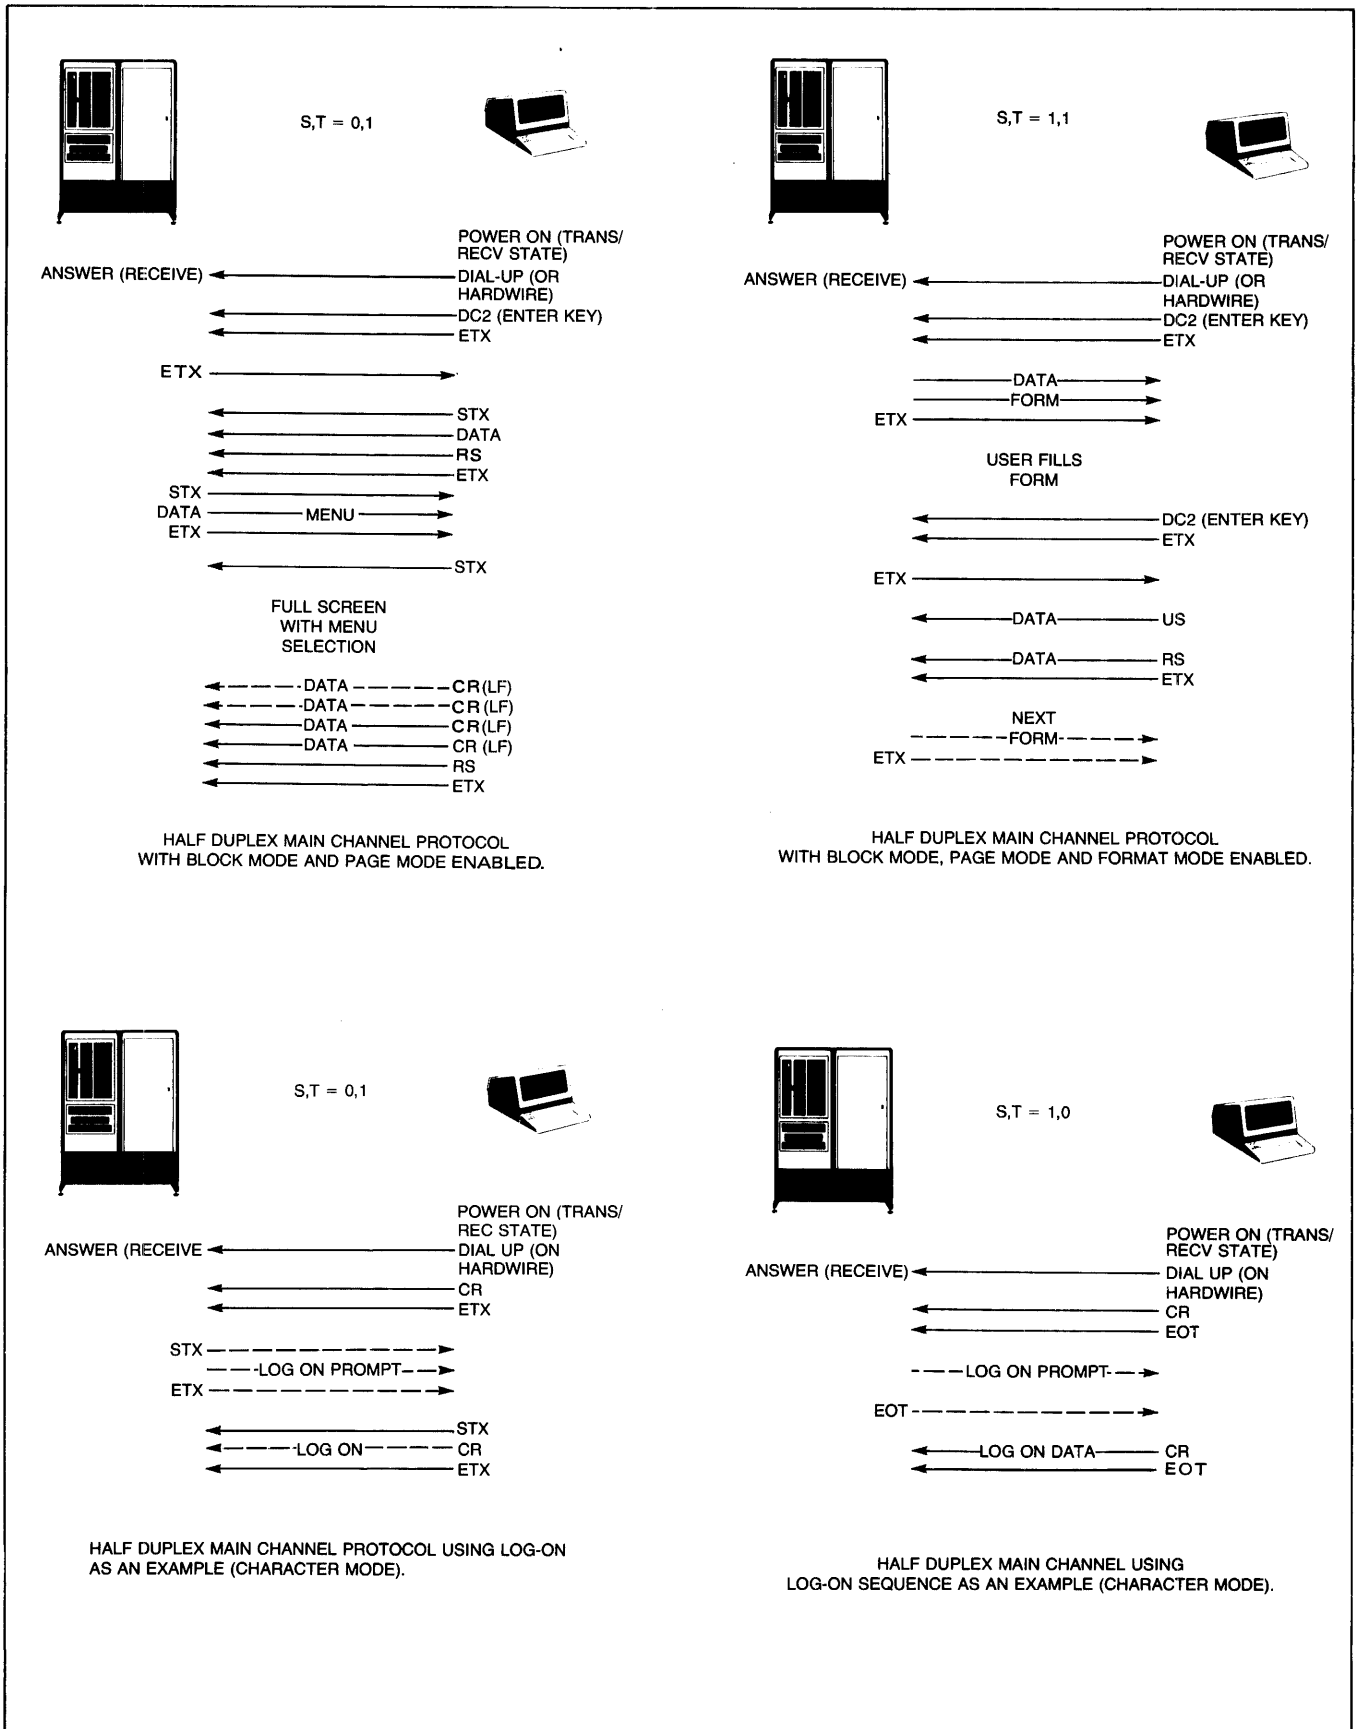 S,T = 0,1
POWER ON (TRANS/
RECV STATE)
ANSWER (RECEIVE)
DIAL-UP (OR
HARDWIRE)
DC2 (ENTER KEY)
ETX
ETX
STX
DATA
RS
ETX
STX
DATA MENU
ETX
STX
FULL SCREEN
WITH MENU
SELECTION
DATA CR(LF)
DATA CR(LF)
DATA CR(LF)
DATA CR (LF)
RS
ETX
HALF DUPLEX MAIN CHANNEL PROTOCOL
WITH BLOCK MODE AND PAGE MODE ENABLED.
S,T = 1,1
POWER ON (TRANS/
RECV STATE)
ANSWER (RECEIVE)
DIAL-UP (OR
HARDWIRE)
DC2 (ENTER KEY)
ETX
DATA
FORM
ETX
USER FILLS
FORM
DC2 (ENTER KEY)
ETX
ETX
DATA US
DATA RS
ETX
NEXT
FORM
ETX
HALF DUPLEX MAIN CHANNEL PROTOCOL
WITH BLOCK MODE, PAGE MODE AND FORMAT MODE ENABLED.
S,T = 0,1
POWER ON (TRANS/
REC STATE)
ANSWER (RECEIVE
DIAL UP (ON
HARDWIRE)
CR
ETX
STX
LOG ON PROMPT
ETX
STX
LOG ON CR
ETX
HALF DUPLEX MAIN CHANNEL PROTOCOL USING LOG-ON
AS AN EXAMPLE (CHARACTER MODE).
S,T = 1,0
POWER ON (TRANS/
RECV STATE)
ANSWER (RECEIVE)
DIAL UP (ON
HARDWIRE)
CR
EOT
LOG ON PROMPT
EOT
LOG ON DATA CR
EOT
HALF DUPLEX MAIN CHANNEL USING
LOG-ON SEQUENCE AS AN EXAMPLE (CHARACTER MODE).